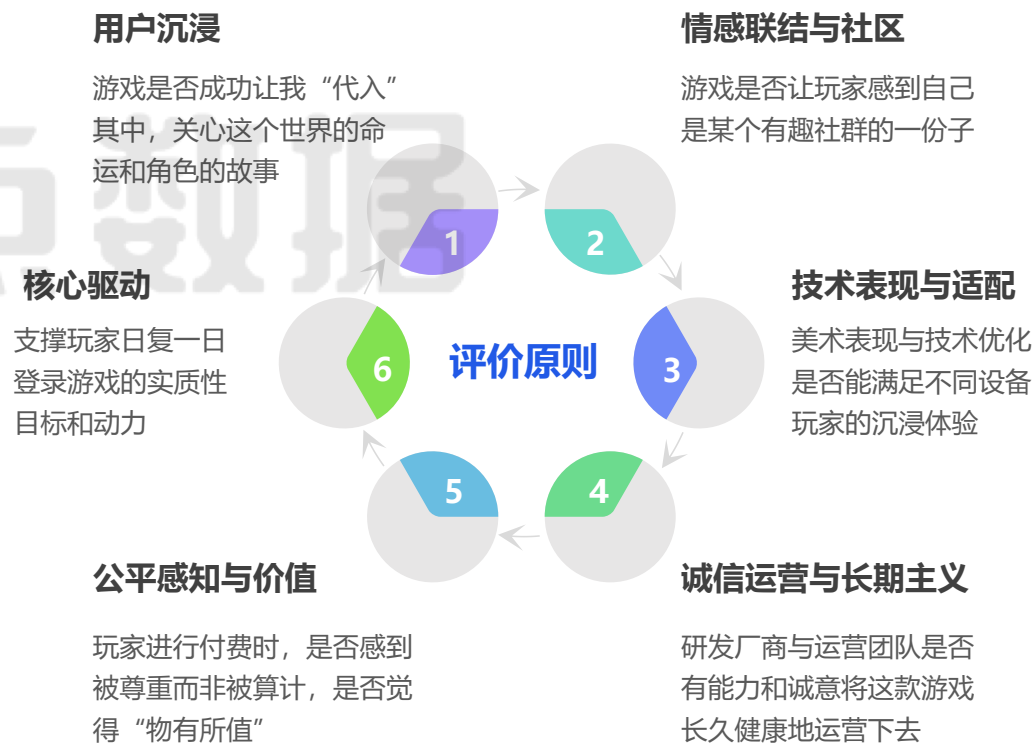 用户沉浸
游戏是否成功让我“代入”
其中，关心这个世界的命
运和角色的故事
情感联结与社区
游戏是否让玩家感到自己
是某个有趣社群的一份子
1
2
核心驱动
支撑玩家日复一日
登录游戏的实质性
目标和动力
6
评价原则
3
技术表现与适配
美术表现与技术优化
是否能满足不同设备
玩家的沉浸体验
5
4
公平感知与价值
玩家进行付费时，是否感到
被尊重而非被算计，是否觉
得“物有所值”
诚信运营与长期主义
研发厂商与运营团队是否
有能力和诚意将这款游戏
长久健康地运营下去
点数据